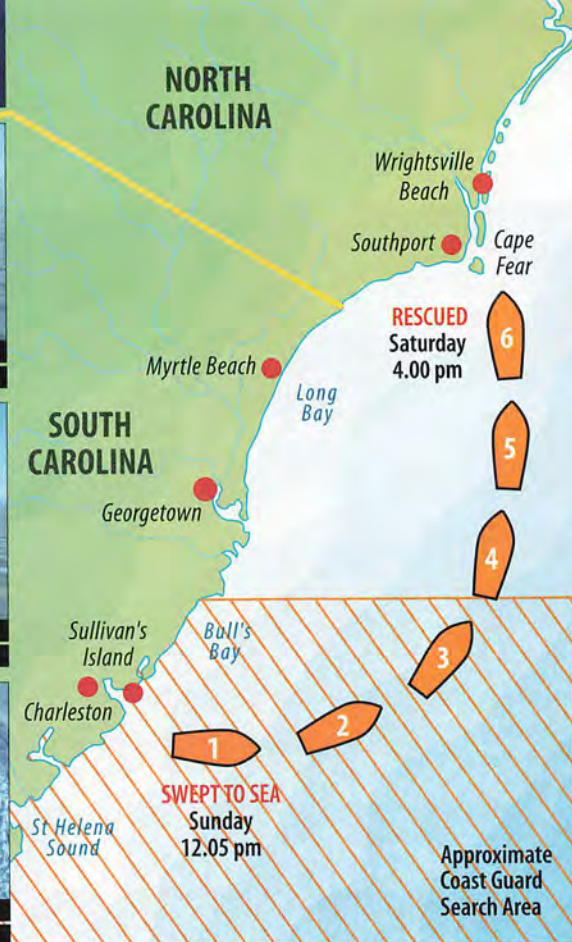 NORTH
CAROLINA
Wrightsville
Beach
Southport
Cape
Fear
RESCUED
Saturday
4.00 pm
6
Myrtle Beach
Long
Bay
5
SOUTH
CAROLINA
Georgetown
4
Sullivan's
Island
Bull's
Bay
3
Charleston
2
1
SWEPT TO SEA
Sunday
12.05 pm
St Helena
Sound
Approximate
Coast Guard
Search Area